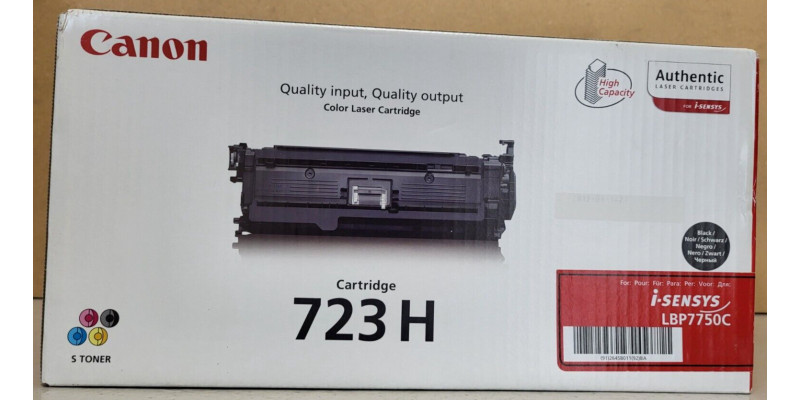 Canon
Quality input, Quality output
Color Laser Cartridge
High
Capacity
Authentic
LASER CARTRIDGES
FOR i-SENSYS
Black /
Noir / Schwarz /
Negro /
Nero / Zwart /
Черный
Cartridge
723 H
S TONER
For: Pour: Für: Para: Per: Voor: Для:
i-SENSYS
LBP7750C